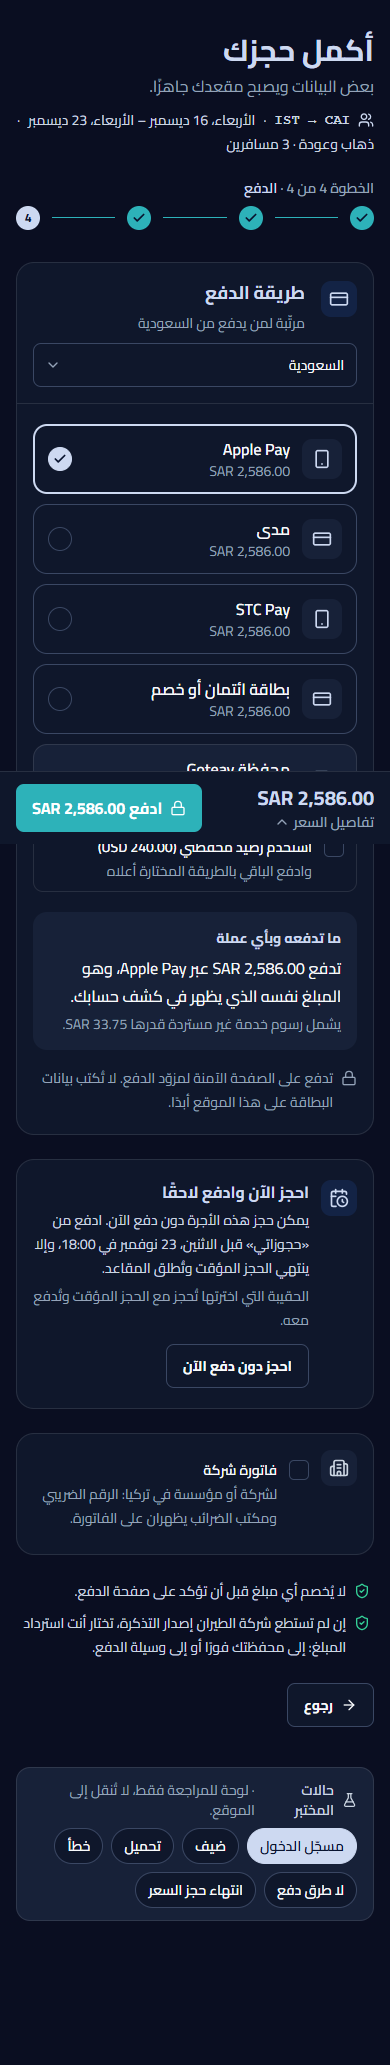 أكمل حجزك
بعض البيانات ويصبح مقعدك جاهزًا.
IST → CAI · الأربعاء، 16 ديسمبر – الأربعاء، 23 ديسمبر ·
ذهاب وعودة · 3 مسافرين
الخطوة 4 من 4 · الدفع
4
طريقة الدفع
مرتّبة لمن يدفع من السعودية
السعودية
Apple Pay
SAR 2,586.00
مدى
SAR 2,586.00
STC Pay
SAR 2,586.00
بطاقة ائتمان أو خصم
SAR 2,586.00
محفظة Goteay
SAR 2,586.00
تفاصيل السعر
ادفع SAR 2,586.00
استخدم رصيد محفظتي (USD 240.00)
وادفع الباقي بالطريقة المختارة أعلاه
ما تدفعه وبأي عملة
تدفع SAR 2,586.00 عبر Apple Pay، وهو
المبلغ نفسه الذي يظهر في كشف حسابك.
يشمل رسوم خدمة غير مستردة قدرها SAR 33.75.
تدفع على الصفحة الآمنة لمزوّد الدفع. لا تُكتب بيانات
البطاقة على هذا الموقع أبدًا.
احجز الآن وادفع لاحقًا
يمكن حجز هذه الأجرة دون دفع الآن. ادفع من
«حجوزاتي» قبل الاثنين، 23 نوفمبر في 18:00، وإلا
ينتهي الحجز المؤقت وتُطلق المقاعد.
الحقيبة التي اخترتها تُحجز مع الحجز المؤقت وتُدفع
معه.
احجز دون دفع الآن
فاتورة شركة
لشركة أو مؤسسة في تركيا: الرقم الضريبي
ومكتب الضرائب يظهران على الفاتورة.
لا يُخصم أي مبلغ قبل أن تؤكد على صفحة الدفع.
إن لم تستطع شركة الطيران إصدار التذكرة، تختار أنت استرداد
المبلغ: إلى محفظتك فورًا أو إلى وسيلة الدفع.
رجوع
حالات المختبر
· لوحة للمراجعة فقط، لا تُنقل إلى الموقع.
مسجّل الدخول
ضيف
تحميل
خطأ
لا طرق دفع
انتهاء حجز السعر